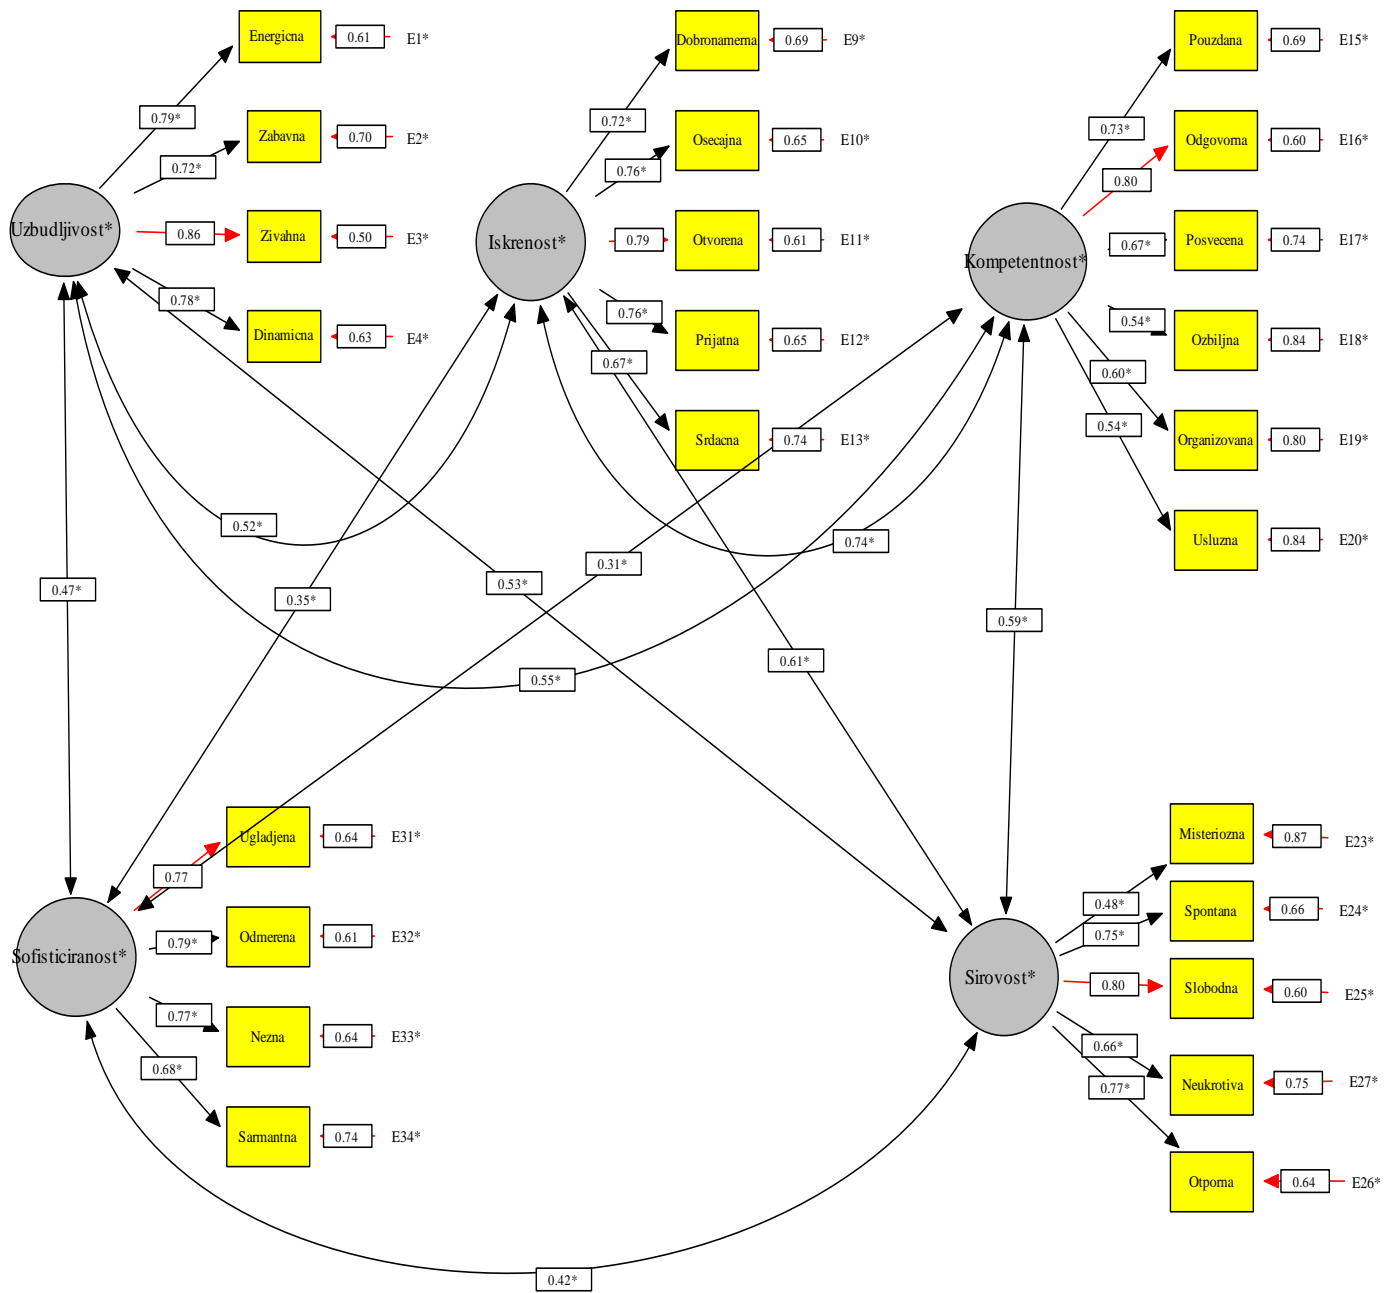 Energicna
0.61
E1*
0.79*
Zabavna
0.70
E2*
0.72*
Uzbudljivost*
0.86
Zivahna
0.50
E3*
0.78*
Dinamicna
0.63
E4*
Dobronamerna
0.69
E9*
0.72*
Osecajna
0.65
E10*
0.76*
Iskrenost*
0.79
Otvorena
0.61
E11*
0.76*
Prijatna
0.65
E12*
0.67*
Srdacna
0.74
E13*
Pouzdana
0.69
E15*
0.73*
Odgovorna
0.60
E16*
0.80
Kompetentnost*
0.67*
Posvecena
0.74
E17*
0.54*
Ozbiljna
0.84
E18*
0.60*
Organizovana
0.80
E19*
0.54*
Usluzna
0.84
E20*
0.52*
0.74*
0.31*
0.53*
0.47*
0.35*
0.59*
0.61*
0.55*
Ugladjena
0.64
E31*
0.77
Odmerena
0.61
E32*
0.79*
Sofisticiranost*
0.77*
Nezna
0.64
E33*
0.68*
Sarmantna
0.74
E34*
Misteriozna
0.87
E23*
0.48*
Spontana
0.66
E24*
0.75*
Sirovost*
0.80
Slobodna
0.60
E25*
0.66*
Neukrotiva
0.75
E27*
0.77*
Otporna
0.64
E26*
0.42*